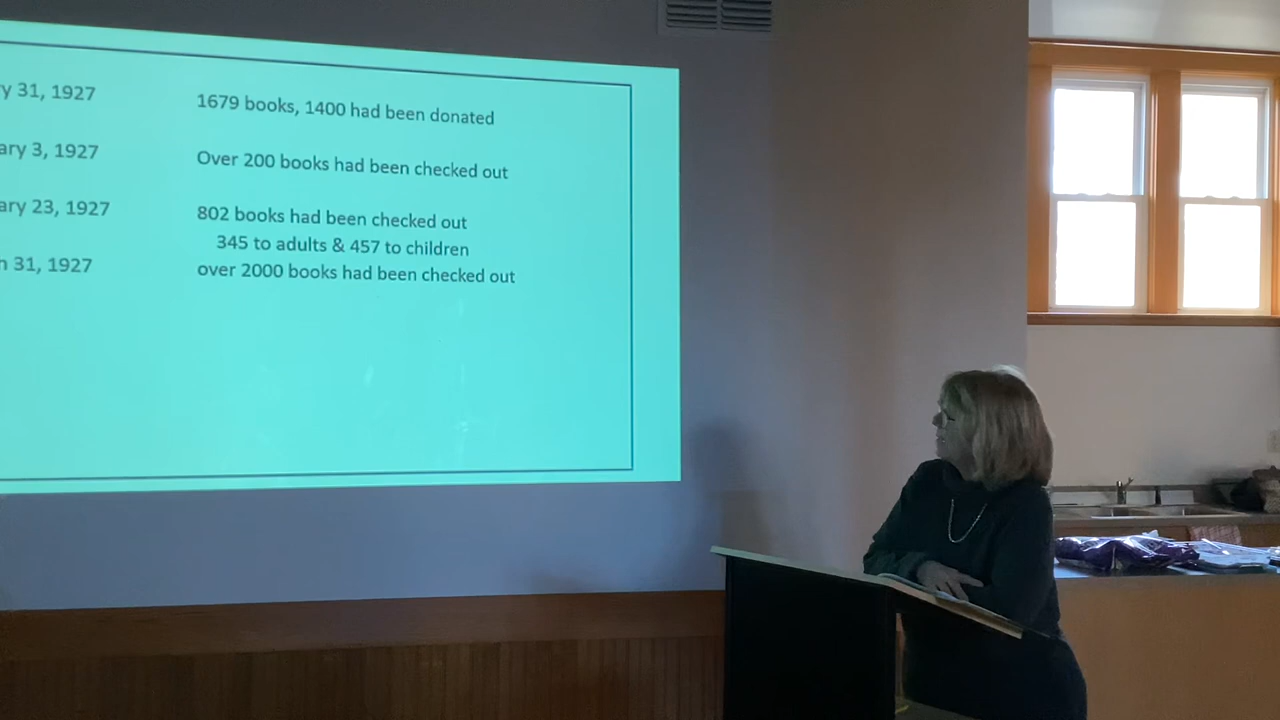 y 31, 1927 1679 books, 1400 had been donated
ary 3, 1927 Over 200 books had been checked out
ary 23, 1927 802 books had been checked out
345 to adults & 457 to children
h 31, 1927 over 2000 books had been checked out